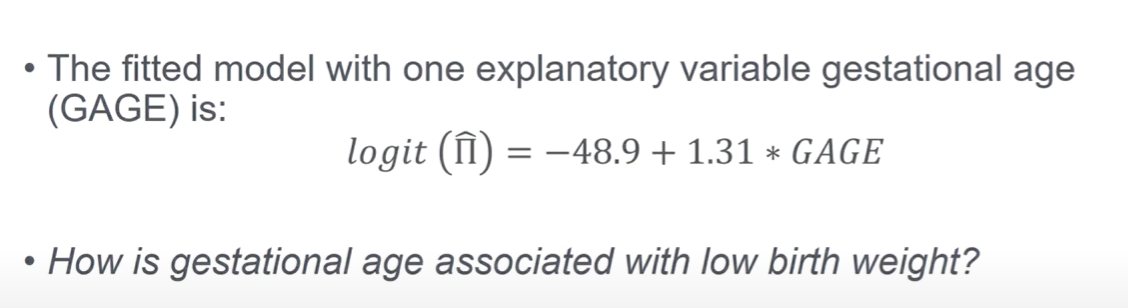 • The fitted model with one explanatory variable gestational age
(GAGE) is:
logit (Π̂) = −48.9 + 1.31 ∗ GAGE
• How is gestational age associated with low birth weight?